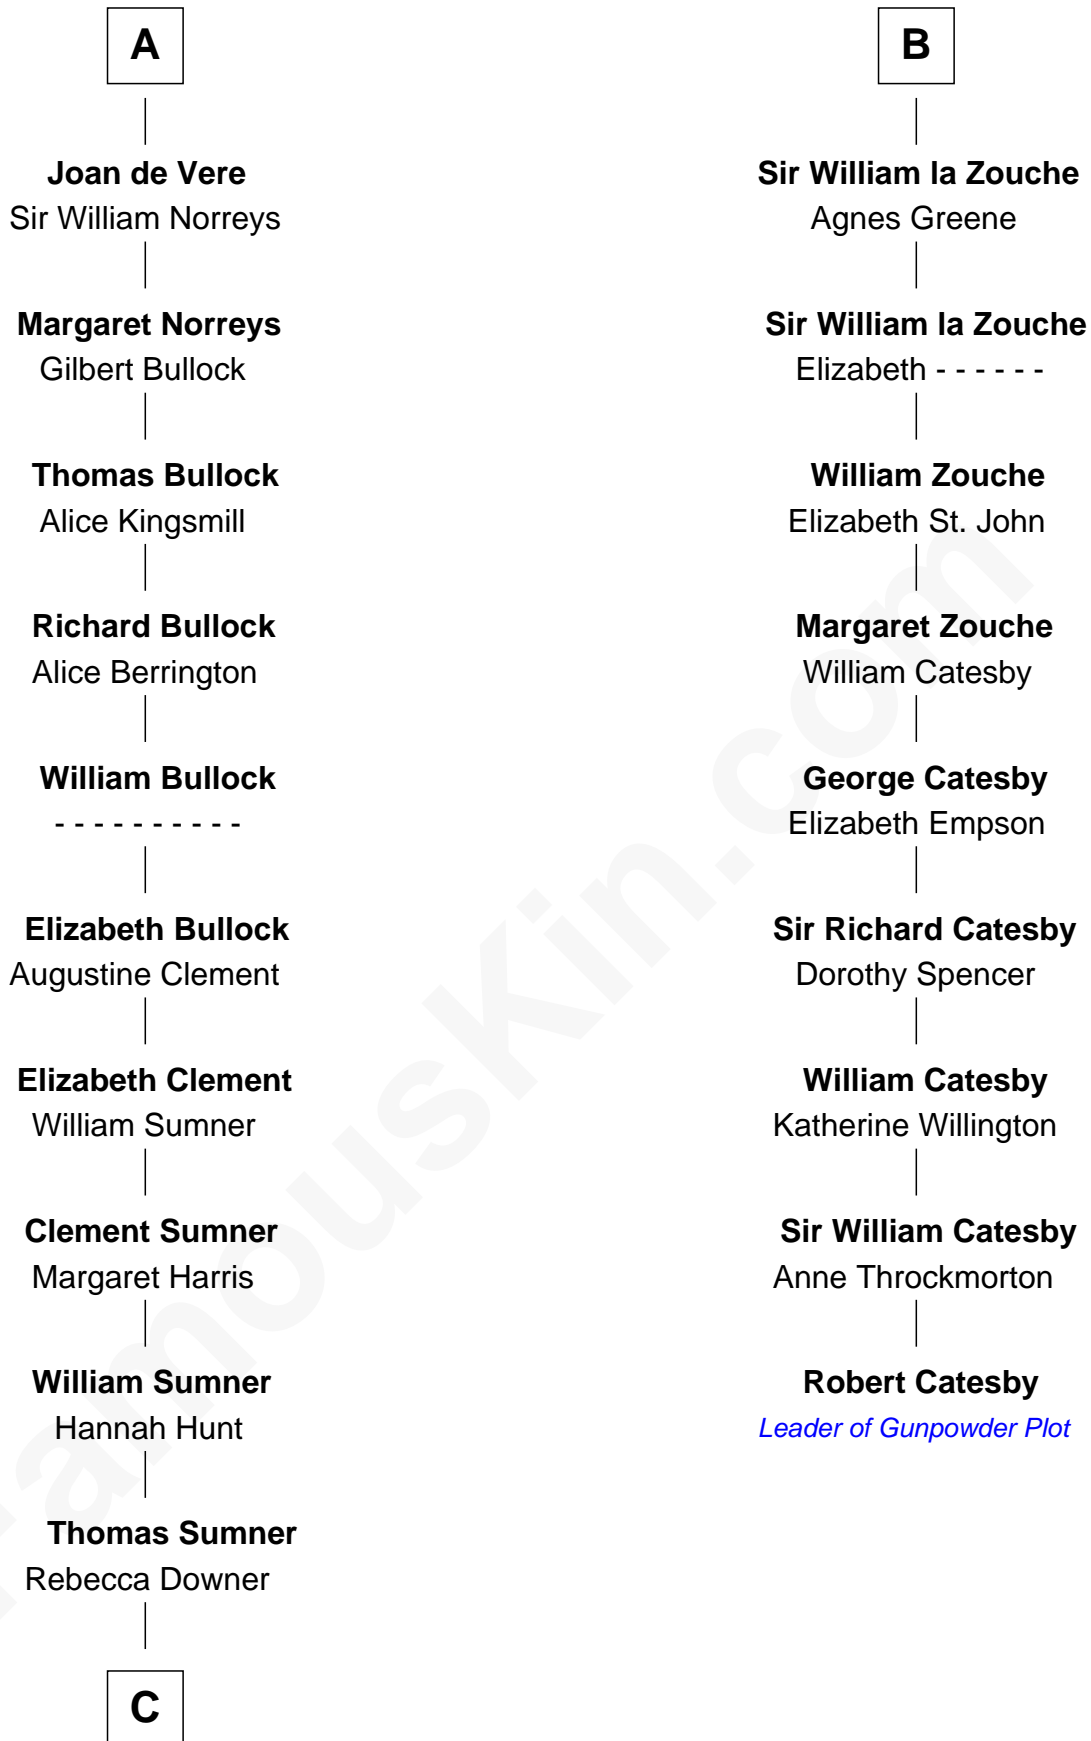 A
Joan de Vere
Sir William Norreys
Margaret Norreys
Gilbert Bullock
Thomas Bullock
Alice Kingsmill
Richard Bullock
Alice Berrington
William Bullock
- - - - - - - - - -
Elizabeth Bullock
Augustine Clement
Elizabeth Clement
William Sumner
Clement Sumner
Margaret Harris
William Sumner
Hannah Hunt
Thomas Sumner
Rebecca Downer
C
B
Sir William la Zouche
Agnes Greene
Sir William la Zouche
Elizabeth - - - - - -
William Zouche
Elizabeth St. John
Margaret Zouche
William Catesby
George Catesby
Elizabeth Empson
Sir Richard Catesby
Dorothy Spencer
William Catesby
Katherine Willington
Sir William Catesby
Anne Throckmorton
Robert Catesby
Leader of Gunpowder Plot
FamousKin.com